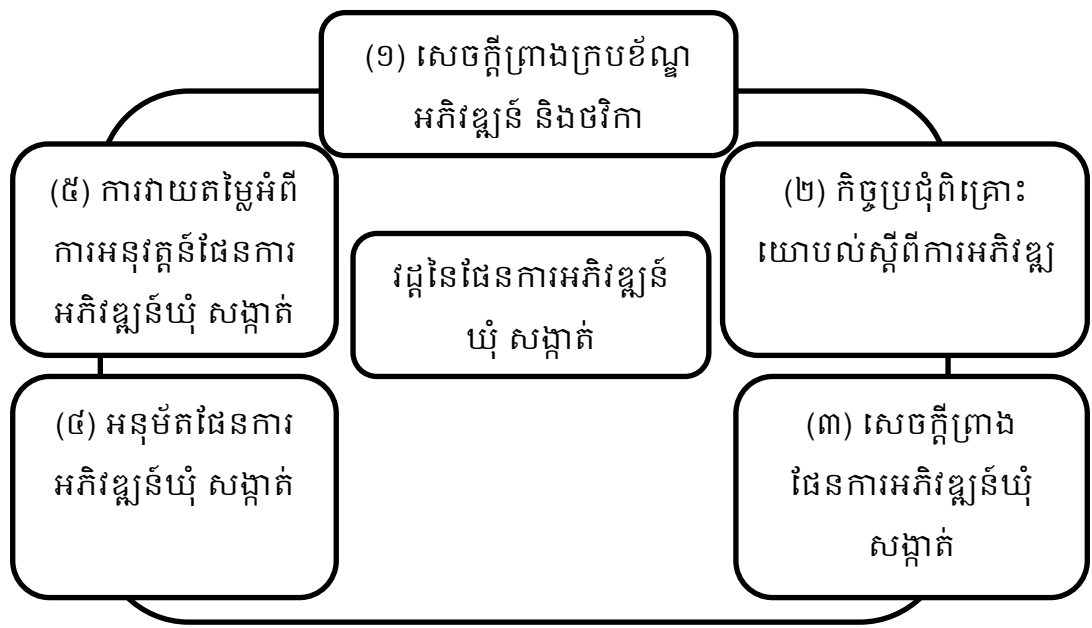 (១) សេចក្តីព្រាងក្របខ័ណ្ឌ
អភិវឌ្ឍន៍ និងថវិកា
(២) កិច្ចប្រជុំពិគ្រោះ
យោបល់ស្តីពីការអភិវឌ្ឍ
(៣) សេចក្តីព្រាង
ផែនការអភិវឌ្ឍន៍ឃុំ
សង្កាត់
(៤) អនុម័តផែនការ
អភិវឌ្ឍន៍ឃុំ សង្កាត់
(៥) ការវាយតម្លៃអំពី
ការអនុវត្តន៍ផែនការ
អភិវឌ្ឍន៍ឃុំ សង្កាត់
វដ្តនៃផែនការអភិវឌ្ឍន៍
ឃុំ សង្កាត់